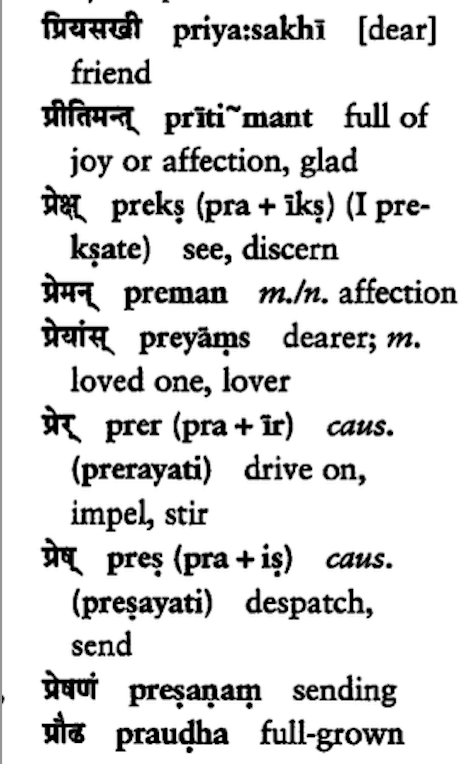 प्रियसखी priya:sakhī [dear]
friend
प्रीतिमन्त् prīti~mant full of
joy or affection, glad
प्रेक्ष् prekṣ (pra + īkṣ) (I pre-
kṣate) see, discern
प्रेमन् preman m./n. affection
प्रेयांस् preyāṃs dearer; m.
loved one, lover
प्रेर् prer (pra + īr) caus.
(prerayati) drive on,
impel, stir
प्रेष् preṣ (pra + iṣ) caus.
(preṣayati) despatch,
send
प्रेषणं preṣaṇaṃ sending
प्रौढ prauḍha full-grown